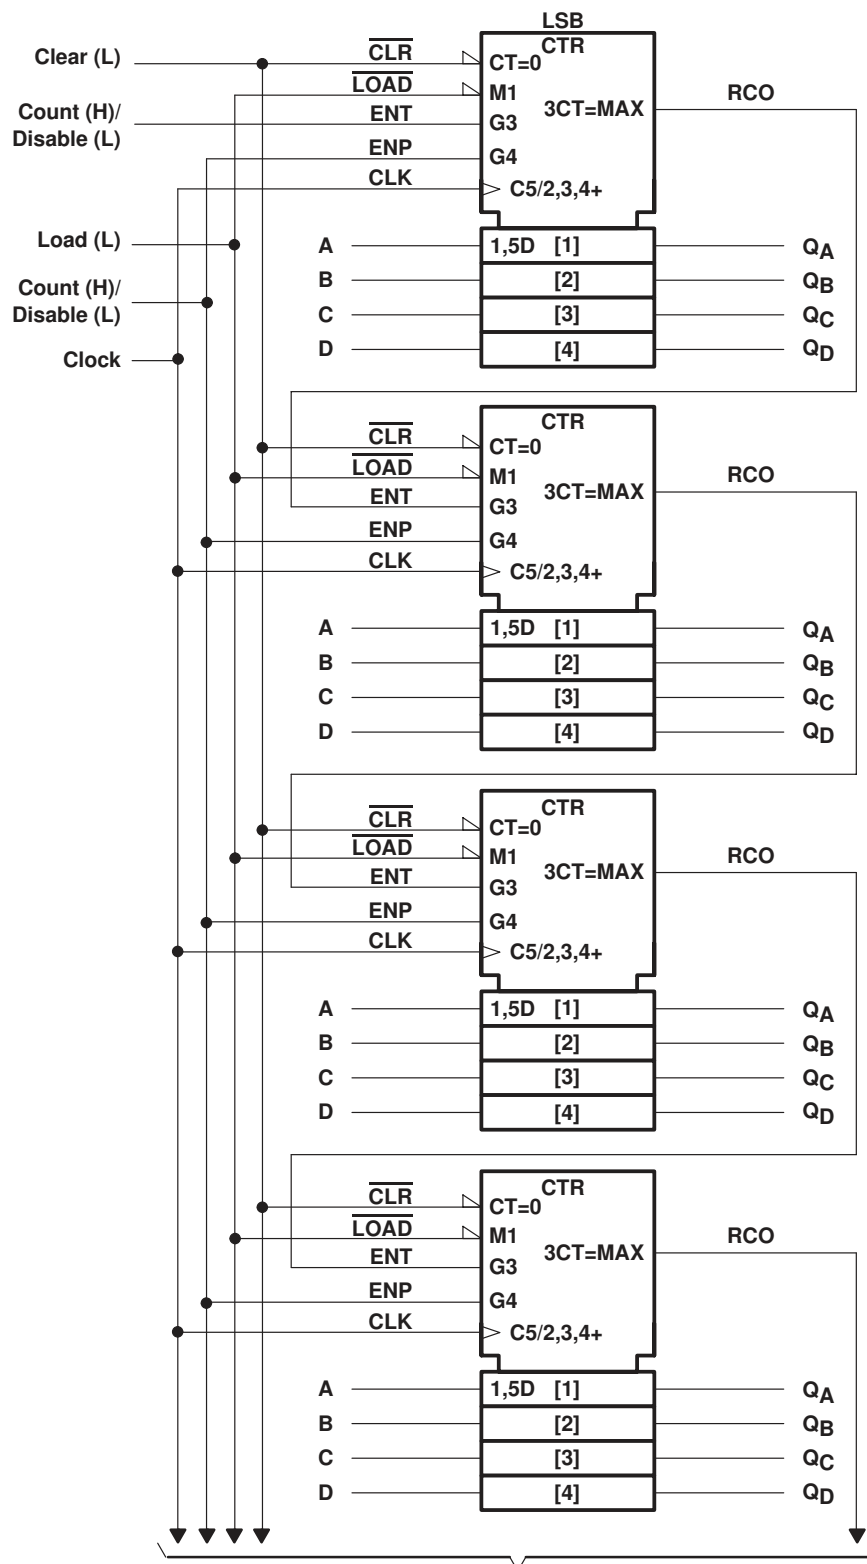 LSB
CTR
Clear (L)
CLR
CT=0
LOAD
M1
3CT=MAX
RCO
Count (H)/
Disable (L)
ENT
G3
ENP
G4
CLK
C5/2,3,4+
Load (L)
A
1,5D [1]
QA
Count (H)/
Disable (L)
B
[2]
QB
C
[3]
QC
Clock
D
[4]
QD
CTR
CLR
CT=0
LOAD
M1
3CT=MAX
RCO
ENT
G3
ENP
G4
CLK
C5/2,3,4+
A
1,5D [1]
QA
B
[2]
QB
C
[3]
QC
D
[4]
QD
CTR
CLR
CT=0
LOAD
M1
3CT=MAX
RCO
ENT
G3
ENP
G4
CLK
C5/2,3,4+
A
1,5D [1]
QA
B
[2]
QB
C
[3]
QC
D
[4]
QD
CTR
CLR
CT=0
LOAD
M1
3CT=MAX
RCO
ENT
G3
ENP
G4
CLK
C5/2,3,4+
A
1,5D [1]
QA
B
[2]
QB
C
[3]
QC
D
[4]
QD